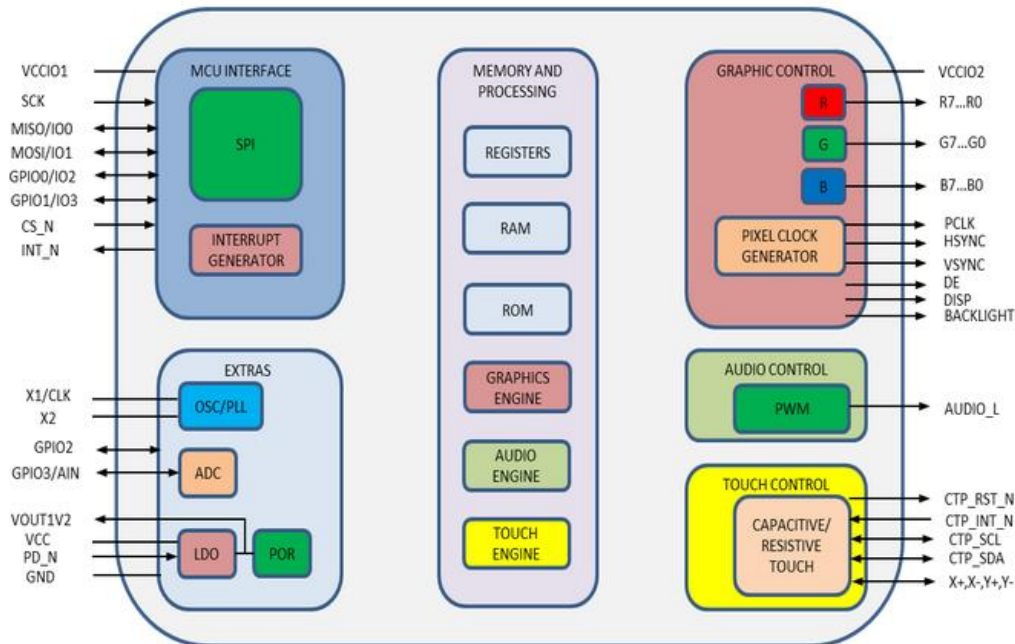 VCCIO1
SCK
MISO/IO0
MOSI/IO1
GPIO0/IO2
GPIO1/IO3
CS_N
INT_N
MCU INTERFACE
SPI
INTERRUPT
GENERATOR
X1/CLK
X2
GPIO2
GPIO3/AIN
VOUT1V2
VCC
PD_N
GND
EXTRAS
OSC/PLL
ADC
LDO
POR
MEMORY AND
PROCESSING
REGISTERS
RAM
ROM
GRAPHICS
ENGINE
AUDIO
ENGINE
TOUCH
ENGINE
GRAPHIC CONTROL
R
G
B
PIXEL CLOCK
GENERATOR
VCCIO2
R7...R0
G7...G0
B7...B0
PCLK
HSYNC
VSYNC
DE
DISP
BACKLIGHT
AUDIO CONTROL
PWM
AUDIO_L
TOUCH CONTROL
CAPACITIVE/
RESISTIVE
TOUCH
CTP_RST_N
CTP_INT_N
CTP_SCL
CTP_SDA
X+,X-,Y+,Y-